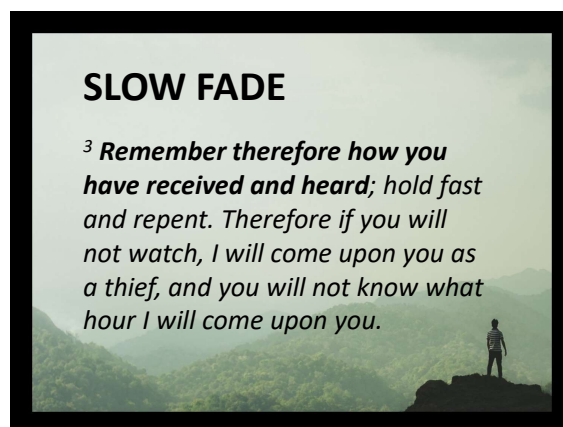 SLOW FADE
3 Remember therefore how you
have received and heard; hold fast
and repent. Therefore if you will
not watch, I will come upon you as
a thief, and you will not know what
hour I will come upon you.